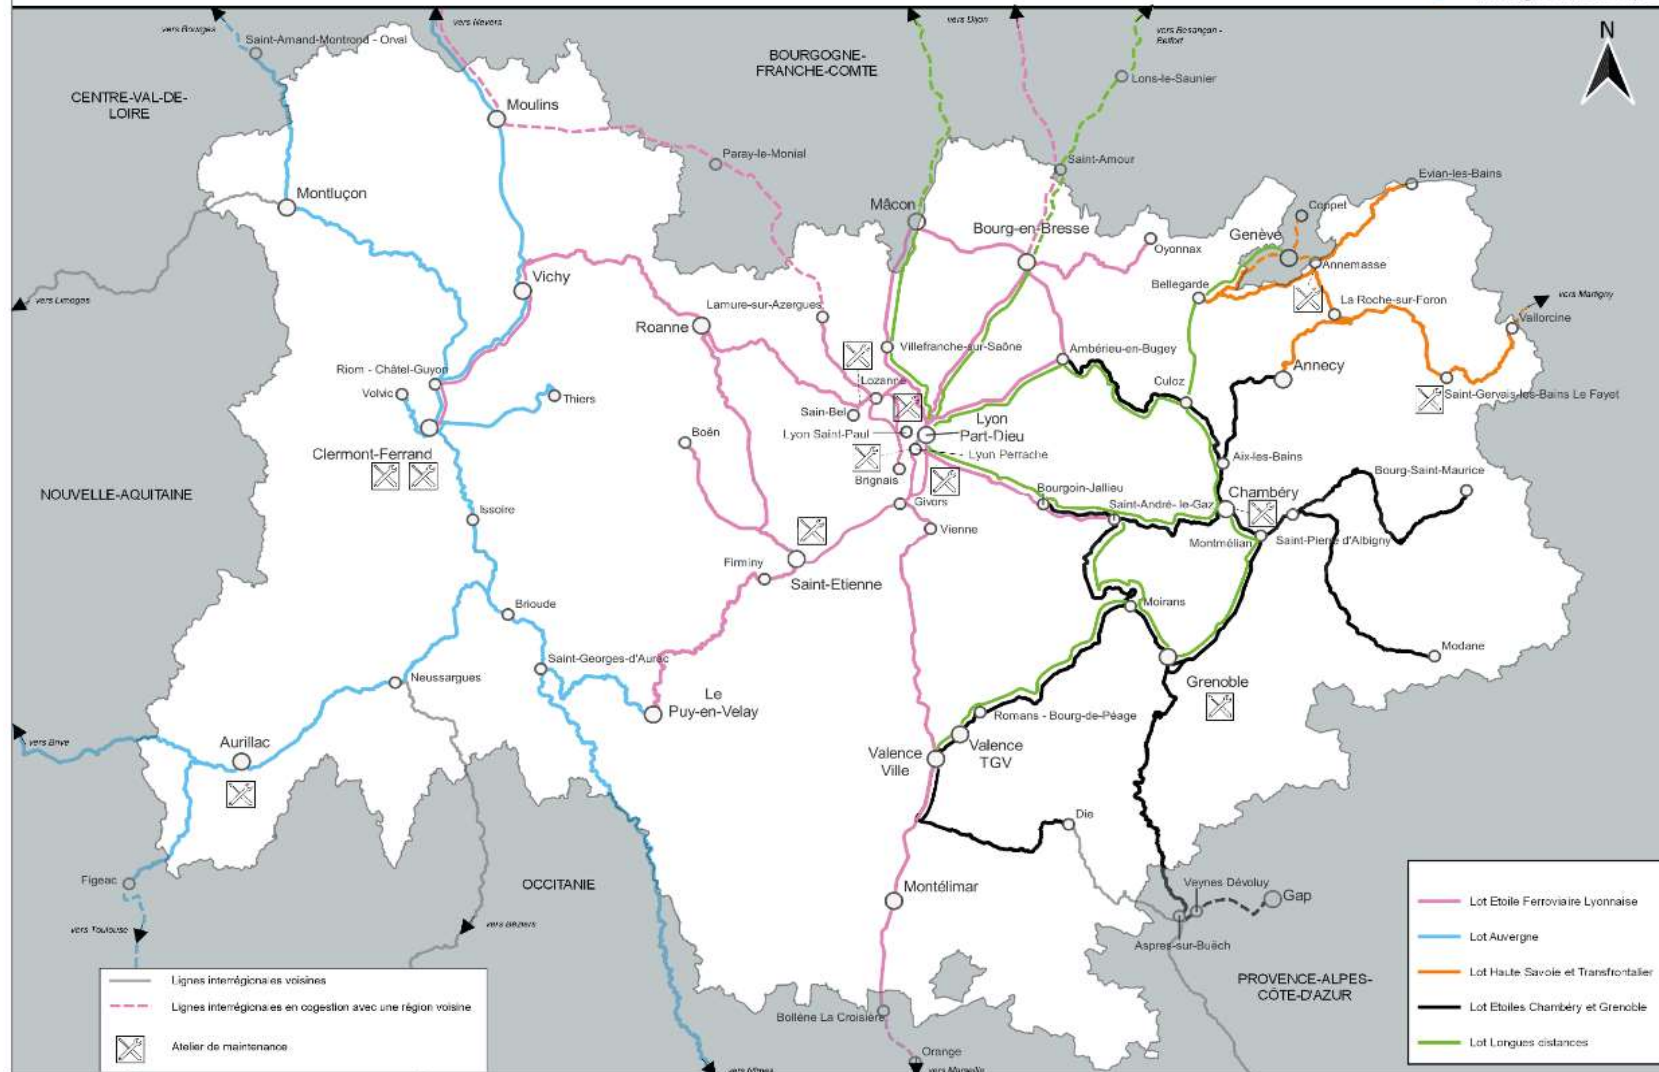 vers Bourges
vers Nevers
vers Dijon
vers Besançon -
Belfort
N
Saint-Amand-Montrond - Orval
BOURGOGNE-
FRANCHE-COMTE
Lons-le-Saunier
CENTRE-VAL-DE-
LOIRE
Moulins
Paray-le-Monial
Saint-Amour
Evian-les-Bains
Montluçon
Mâcon
Coppet
Bourg-en-Bresse
Genève
Oyonnax
Annemasse
Vichy
Bellegarde
vers Limoges
Lamure-sur-Azergues
La Roche-sur-Foron
vers Martigny
Vallorcine
Roanne
Villefranche-sur-Saône
Ambérieu-en-Bugey
Annecy
Riom - Châtel-Guyon
Volvic
Thiers
Lozanne
Culoz
Saint-Gervais-les-Bains Le Fayet
Sain-Bel
Lyon
Part-Dieu
Boën
Lyon Saint-Paul
Clermont-Ferrand
Lyon Perrache
Aix-les-Bains
Bourg-Saint-Maurice
Brignais
NOUVELLE-AQUITAINE
Bourgoin-Jallieu
Chambéry
Issoire
Givors
Saint-André- le-Gaz
Vienne
Montmélian
Saint-Pierre d'Albigny
Firminy
Saint-Etienne
Brioude
Moirans
Saint-Georges-d'Aurac
Modane
Neussargues
Grenoble
Le
Puy-en-Velay
Romans - Bourg-de-Péage
vers Brive
Aurillac
Valence
Ville
Valence
TGV
Die
Figeac
OCCITANIE
Montélimar
Veynes Dévoluy
Gap
vers Toulouse
vers Béziers
Aspres-sur-Buëch
PROVENCE-ALPES-
CÔTE-D'AZUR
Bollène La Croisière
Orange
vers Nîmes
vers Marseille
Lignes interrégionales voisines
Lignes interrégionales en cogestion avec une région voisine
Atelier de maintenance
Lot Etoile Ferroviaire Lyonnaise
Lot Auvergne
Lot Haute Savoie et Transfrontalier
Lot Etoiles Chambéry et Grenoble
Lot Longues distances